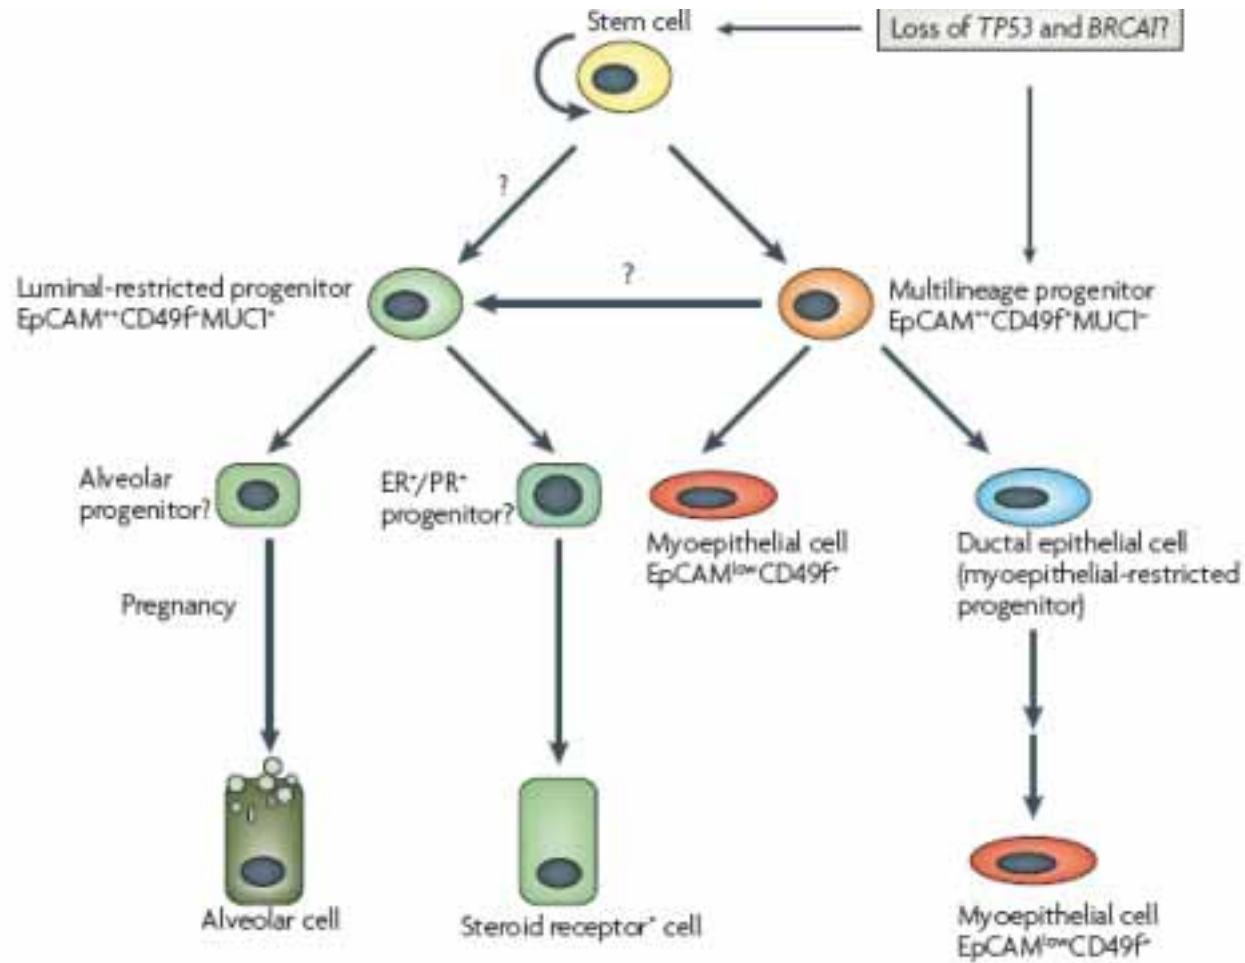 Stem cell
Loss of TP53 and BRCA1?
?
?
Luminal-restricted progenitor
EpCAM⁺⁺CD49f⁺MUC1⁺
Multilineage progenitor
EpCAM⁺⁺CD49f⁺MUC1⁻
Alveolar
progenitor?
ER⁺/PR⁺
progenitor?
Myoepithelial cell
EpCAMˡᵒʷCD49f⁺
Ductal epithelial cell
(myoepithelial-restricted
progenitor)
Pregnancy
Alveolar cell
Steroid receptor⁺ cell
Myoepithelial cell
EpCAMˡᵒʷCD49f⁺